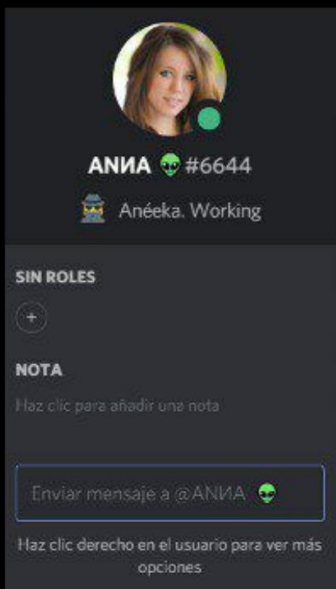 ANИA 👽#6644
Anéeka. Working
SIN ROLES
+
NOTA
Haz clic para añadir una nota
Enviar mensaje a @ANИA 👽
Haz clic derecho en el usuario para ver más
opciones